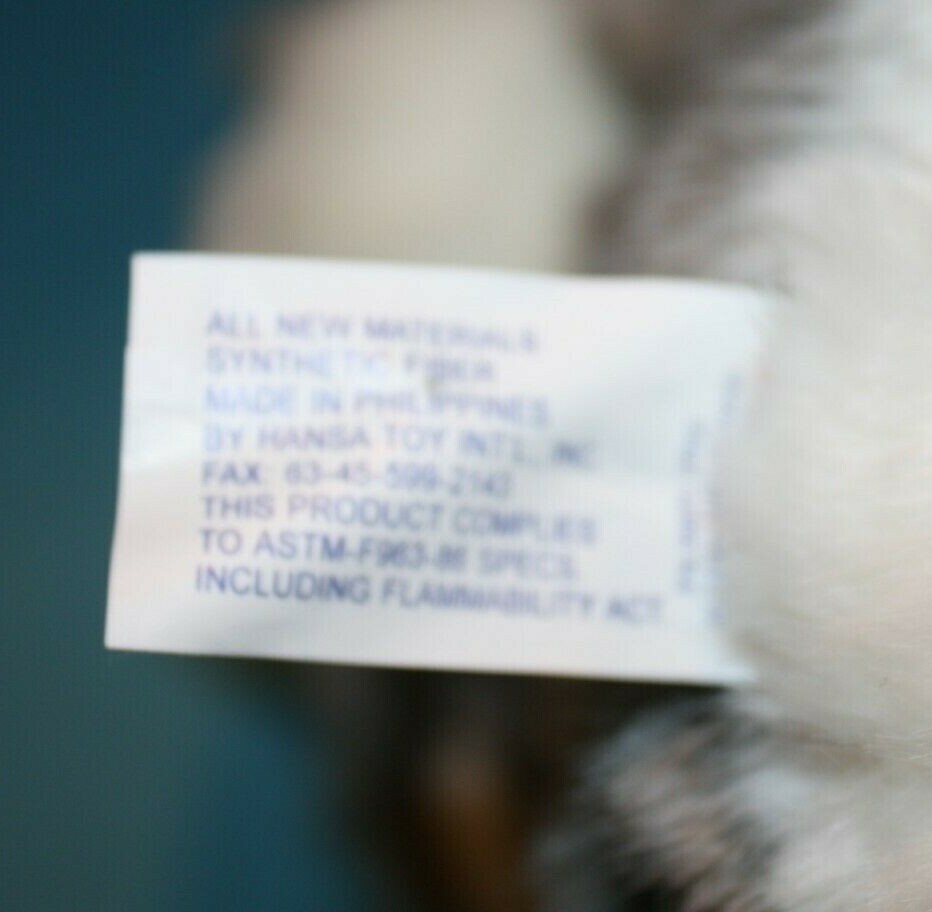 ALL NEW MATERIALS
SYNTHETIC FIBER
MADE IN PHILIPPINES
BY HANSA TOY INT'L., INC
FAX: 63-45-599-2142
THIS PRODUCT COMPLIES
TO ASTM-F963-86 SPECS.
INCLUDING FLAMMABILITY ACT.